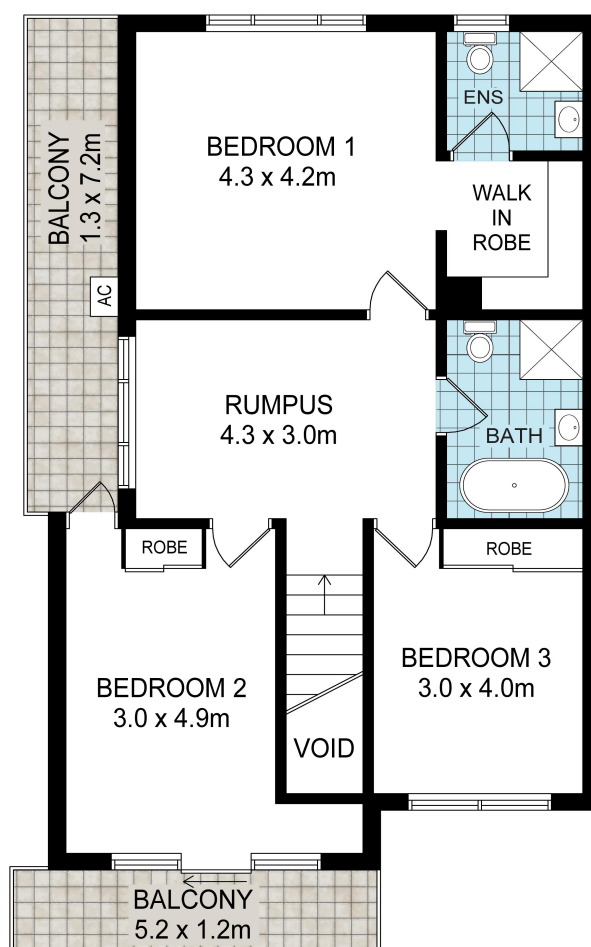 BEDROOM 1
4.3 x 4.2m
ENS
WALK
IN
ROBE
BALCONY
1.3 x 7.2m
AC
RUMPUS
4.3 x 3.0m
BATH
ROBE
ROBE
BEDROOM 2
3.0 x 4.9m
BEDROOM 3
3.0 x 4.0m
VOID
BALCONY
5.2 x 1.2m